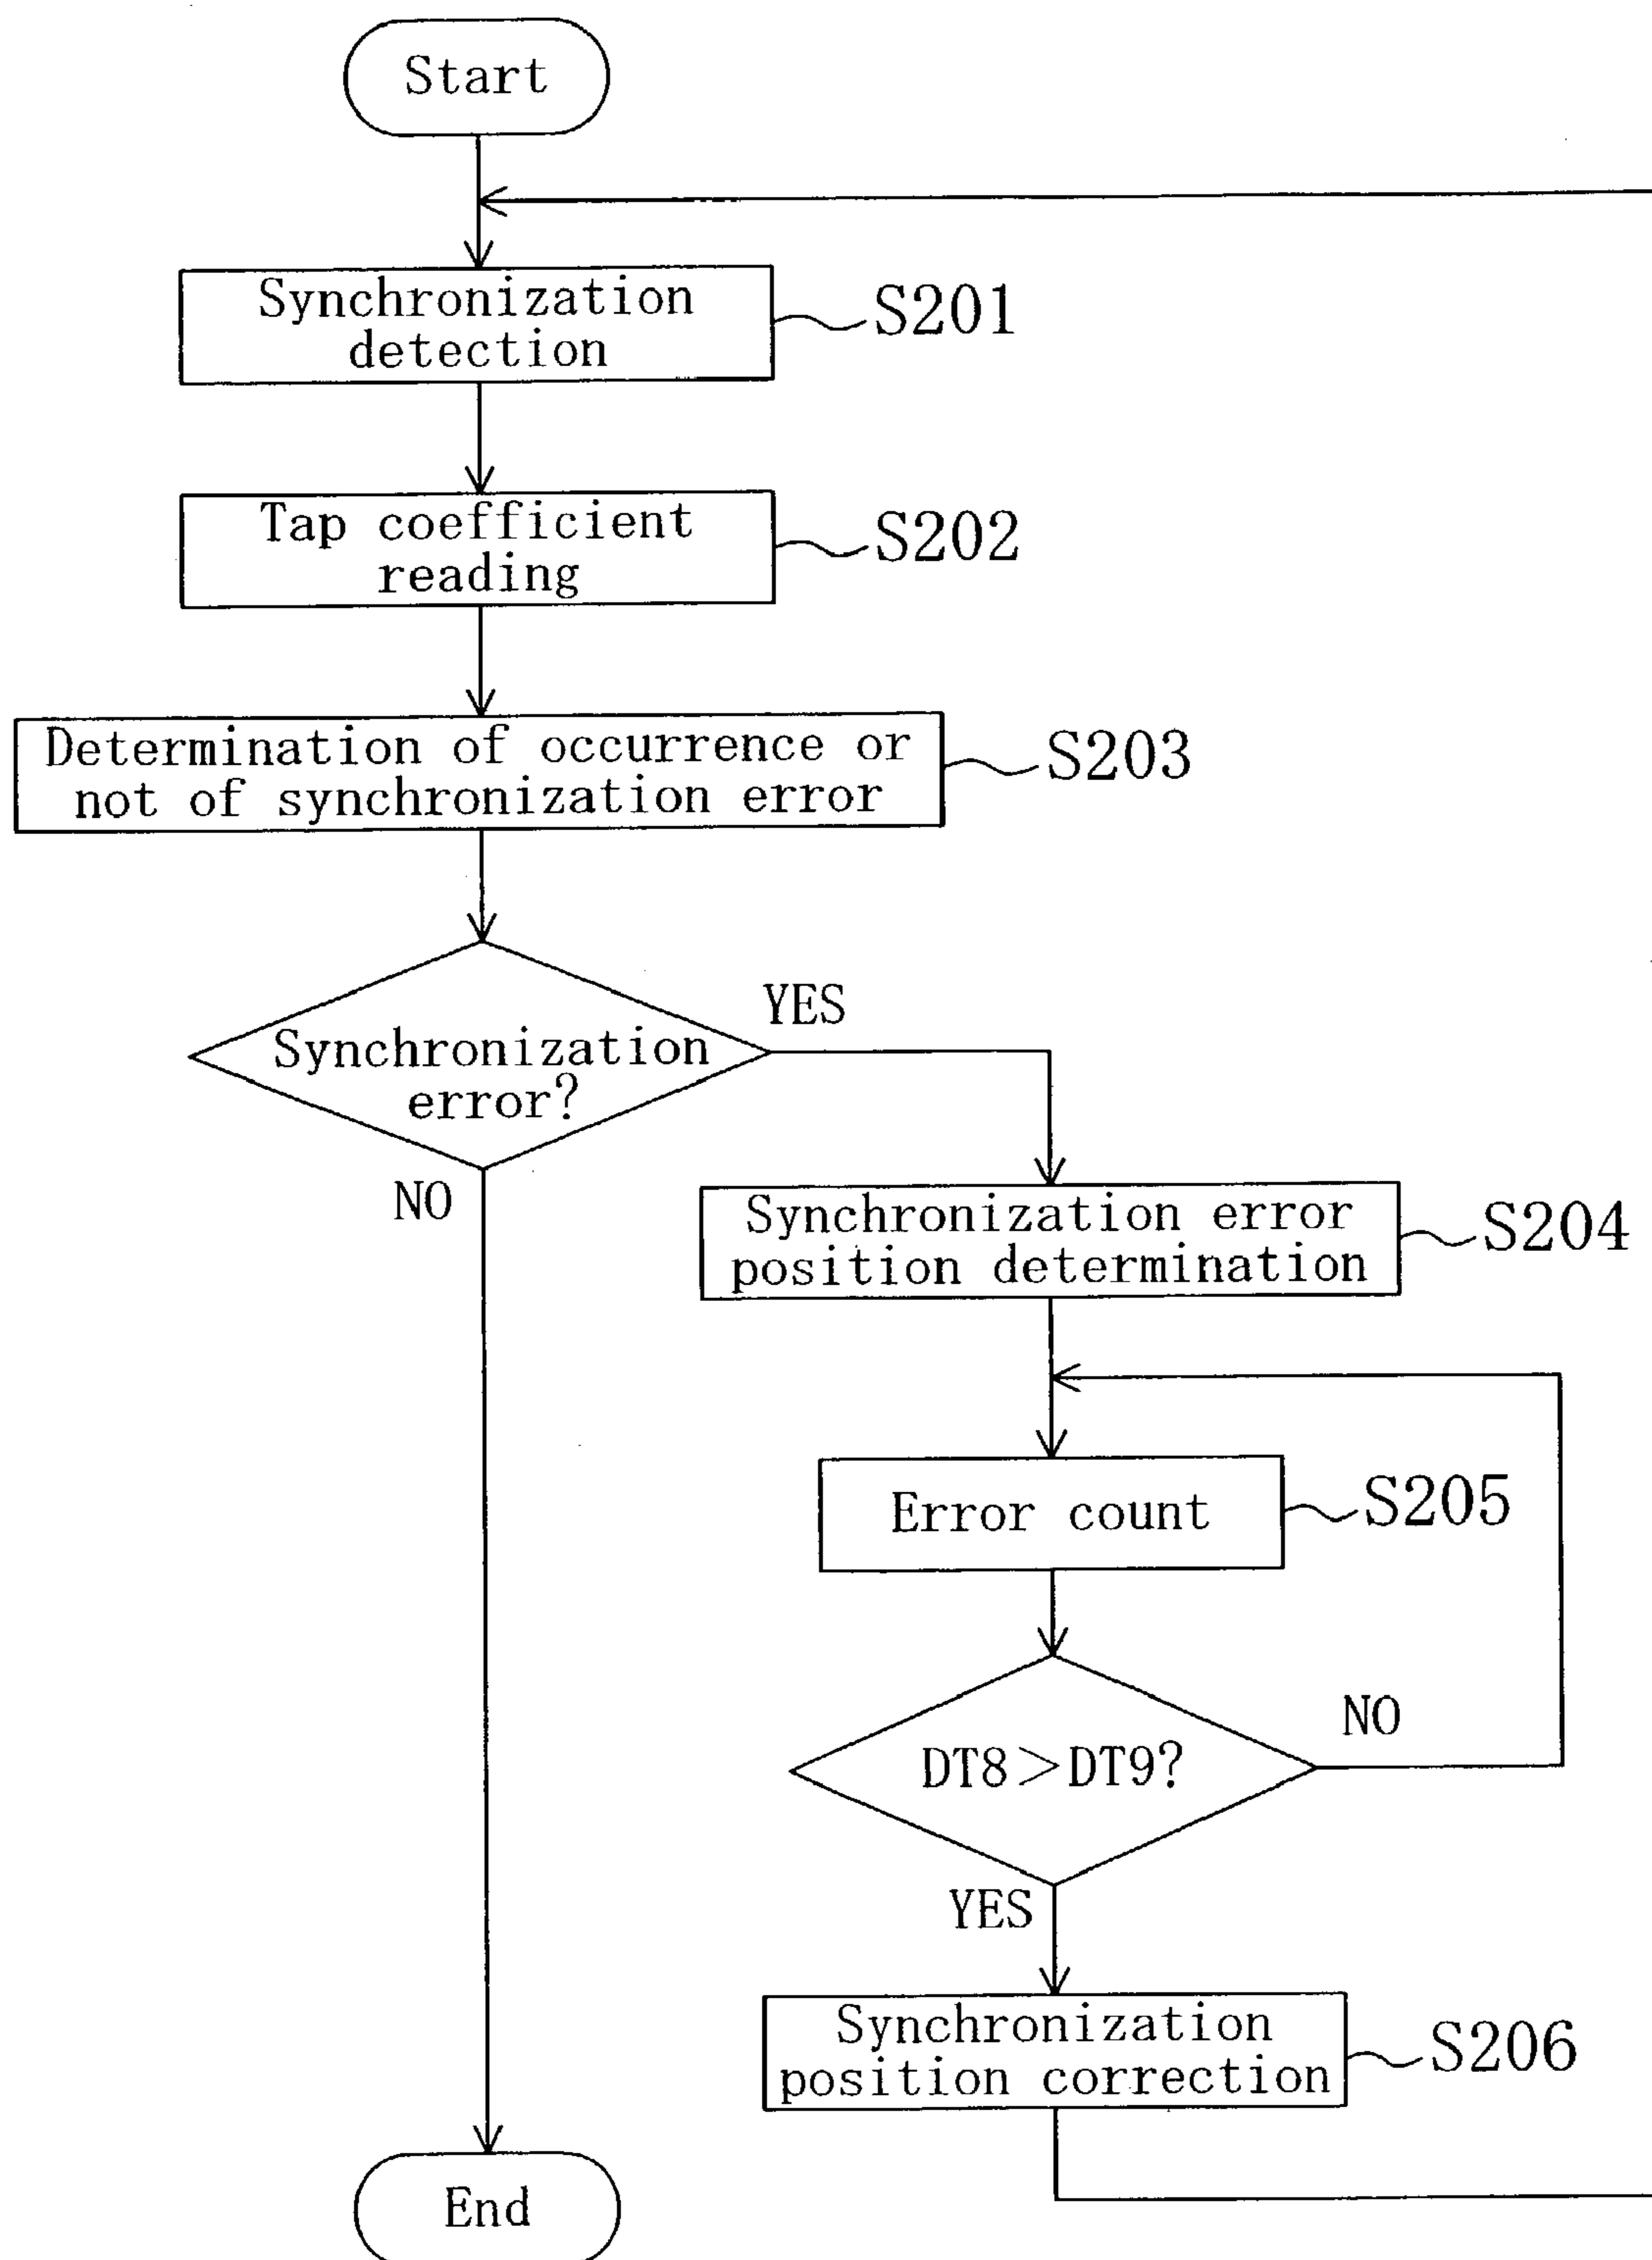 Start
Synchronization
detection
S201
Tap coefficient
reading
S202
Determination of occurrence or
not of synchronization error
S203
Synchronization
error?
YES
NO
Synchronization error
position determination
S204
Error count
S205
DT8>DT9?
NO
YES
Synchronization
position correction
S206
End